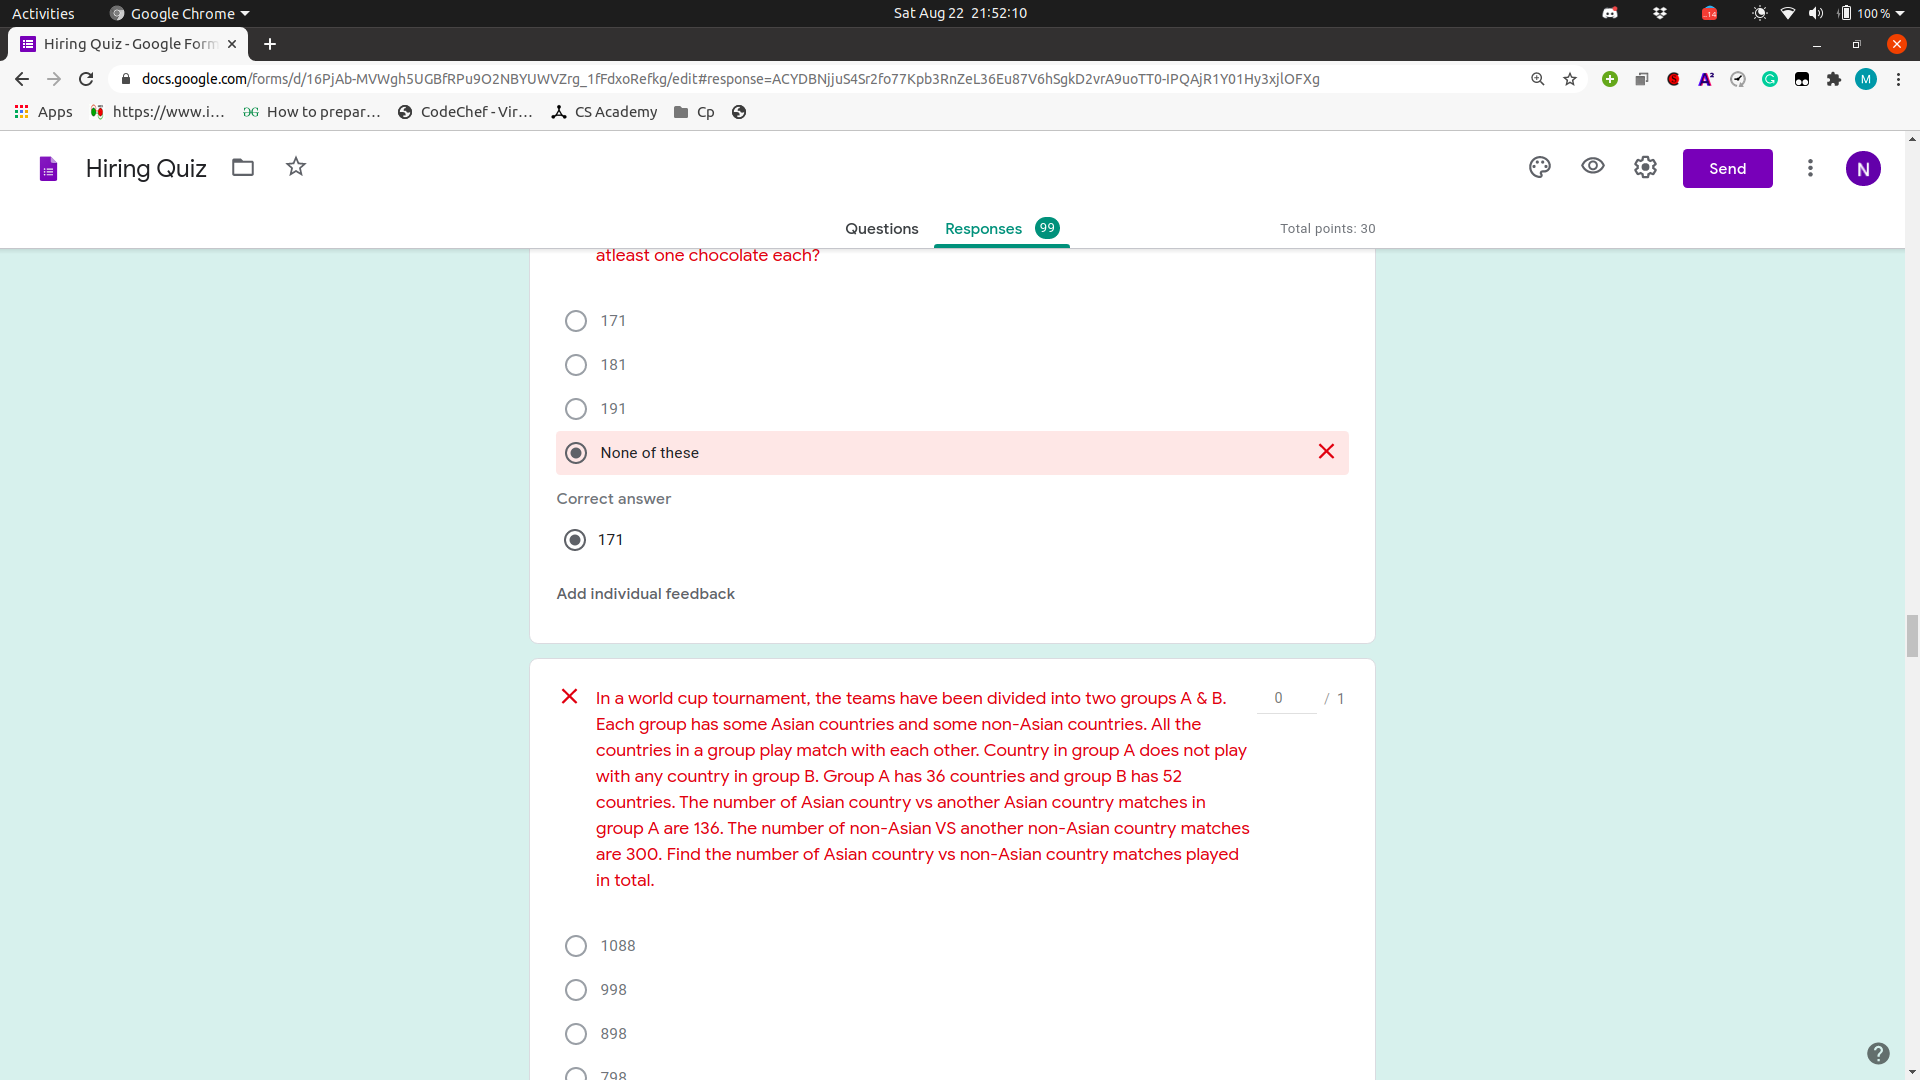 Activities
Google Chrome
Sat Aug 22 21:52:10
14
100 %
Hiring Quiz - Google Form
docs.google.com/forms/d/16PjAb-MVWgh5UGBfRPu9O2NBYUWVZrg_1fFdxoRefkg/edit#response=ACYDBNjjuS4Sr2fo77Kpb3RnZeL36Eu87V6hSgkD2vrA9uoTT0-IPQAjR1Y01Hy3xjlOFXg
M
Apps
https://www.i...
How to prepar...
CodeChef - Vir...
CS Academy
Cp
Hiring Quiz
Send
N
Questions
Responses 99
Total points: 30
atleast one chocolate each?
171
181
191
None of these
Correct answer
171
Add individual feedback
In a world cup tournament, the teams have been divided into two groups A & B.
0 / 1
Each group has some Asian countries and some non-Asian countries. All the
countries in a group play match with each other. Country in group A does not play
with any country in group B. Group A has 36 countries and group B has 52
countries. The number of Asian country vs another Asian country matches in
group A are 136. The number of non-Asian VS another non-Asian country matches
are 300. Find the number of Asian country vs non-Asian country matches played
in total.
1088
998
898
798